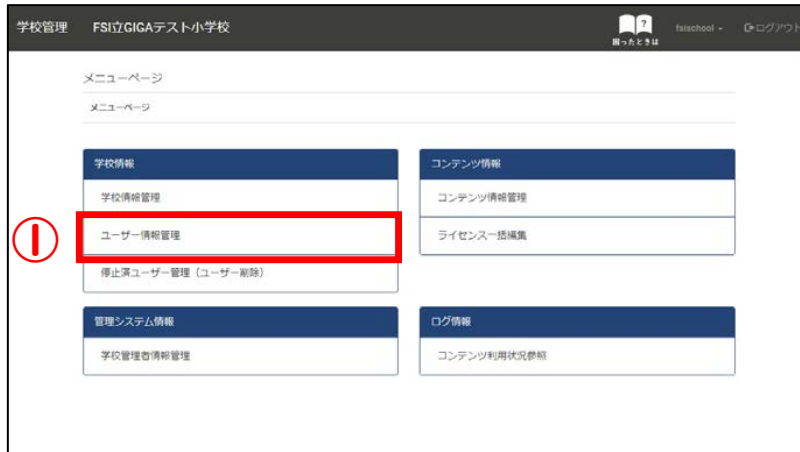 学校管理 FSI立GIGAテスト小学校
?
困ったときは
fsischool
ログアウト
メニューページ
メニューページ
学校情報
学校情報管理
①
ユーザー情報管理
停止済ユーザー管理(ユーザー削除)
コンテンツ情報
コンテンツ情報管理
ライセンス一括編集
管理システム情報
学校管理者情報管理
ログ情報
コンテンツ利用状況参照